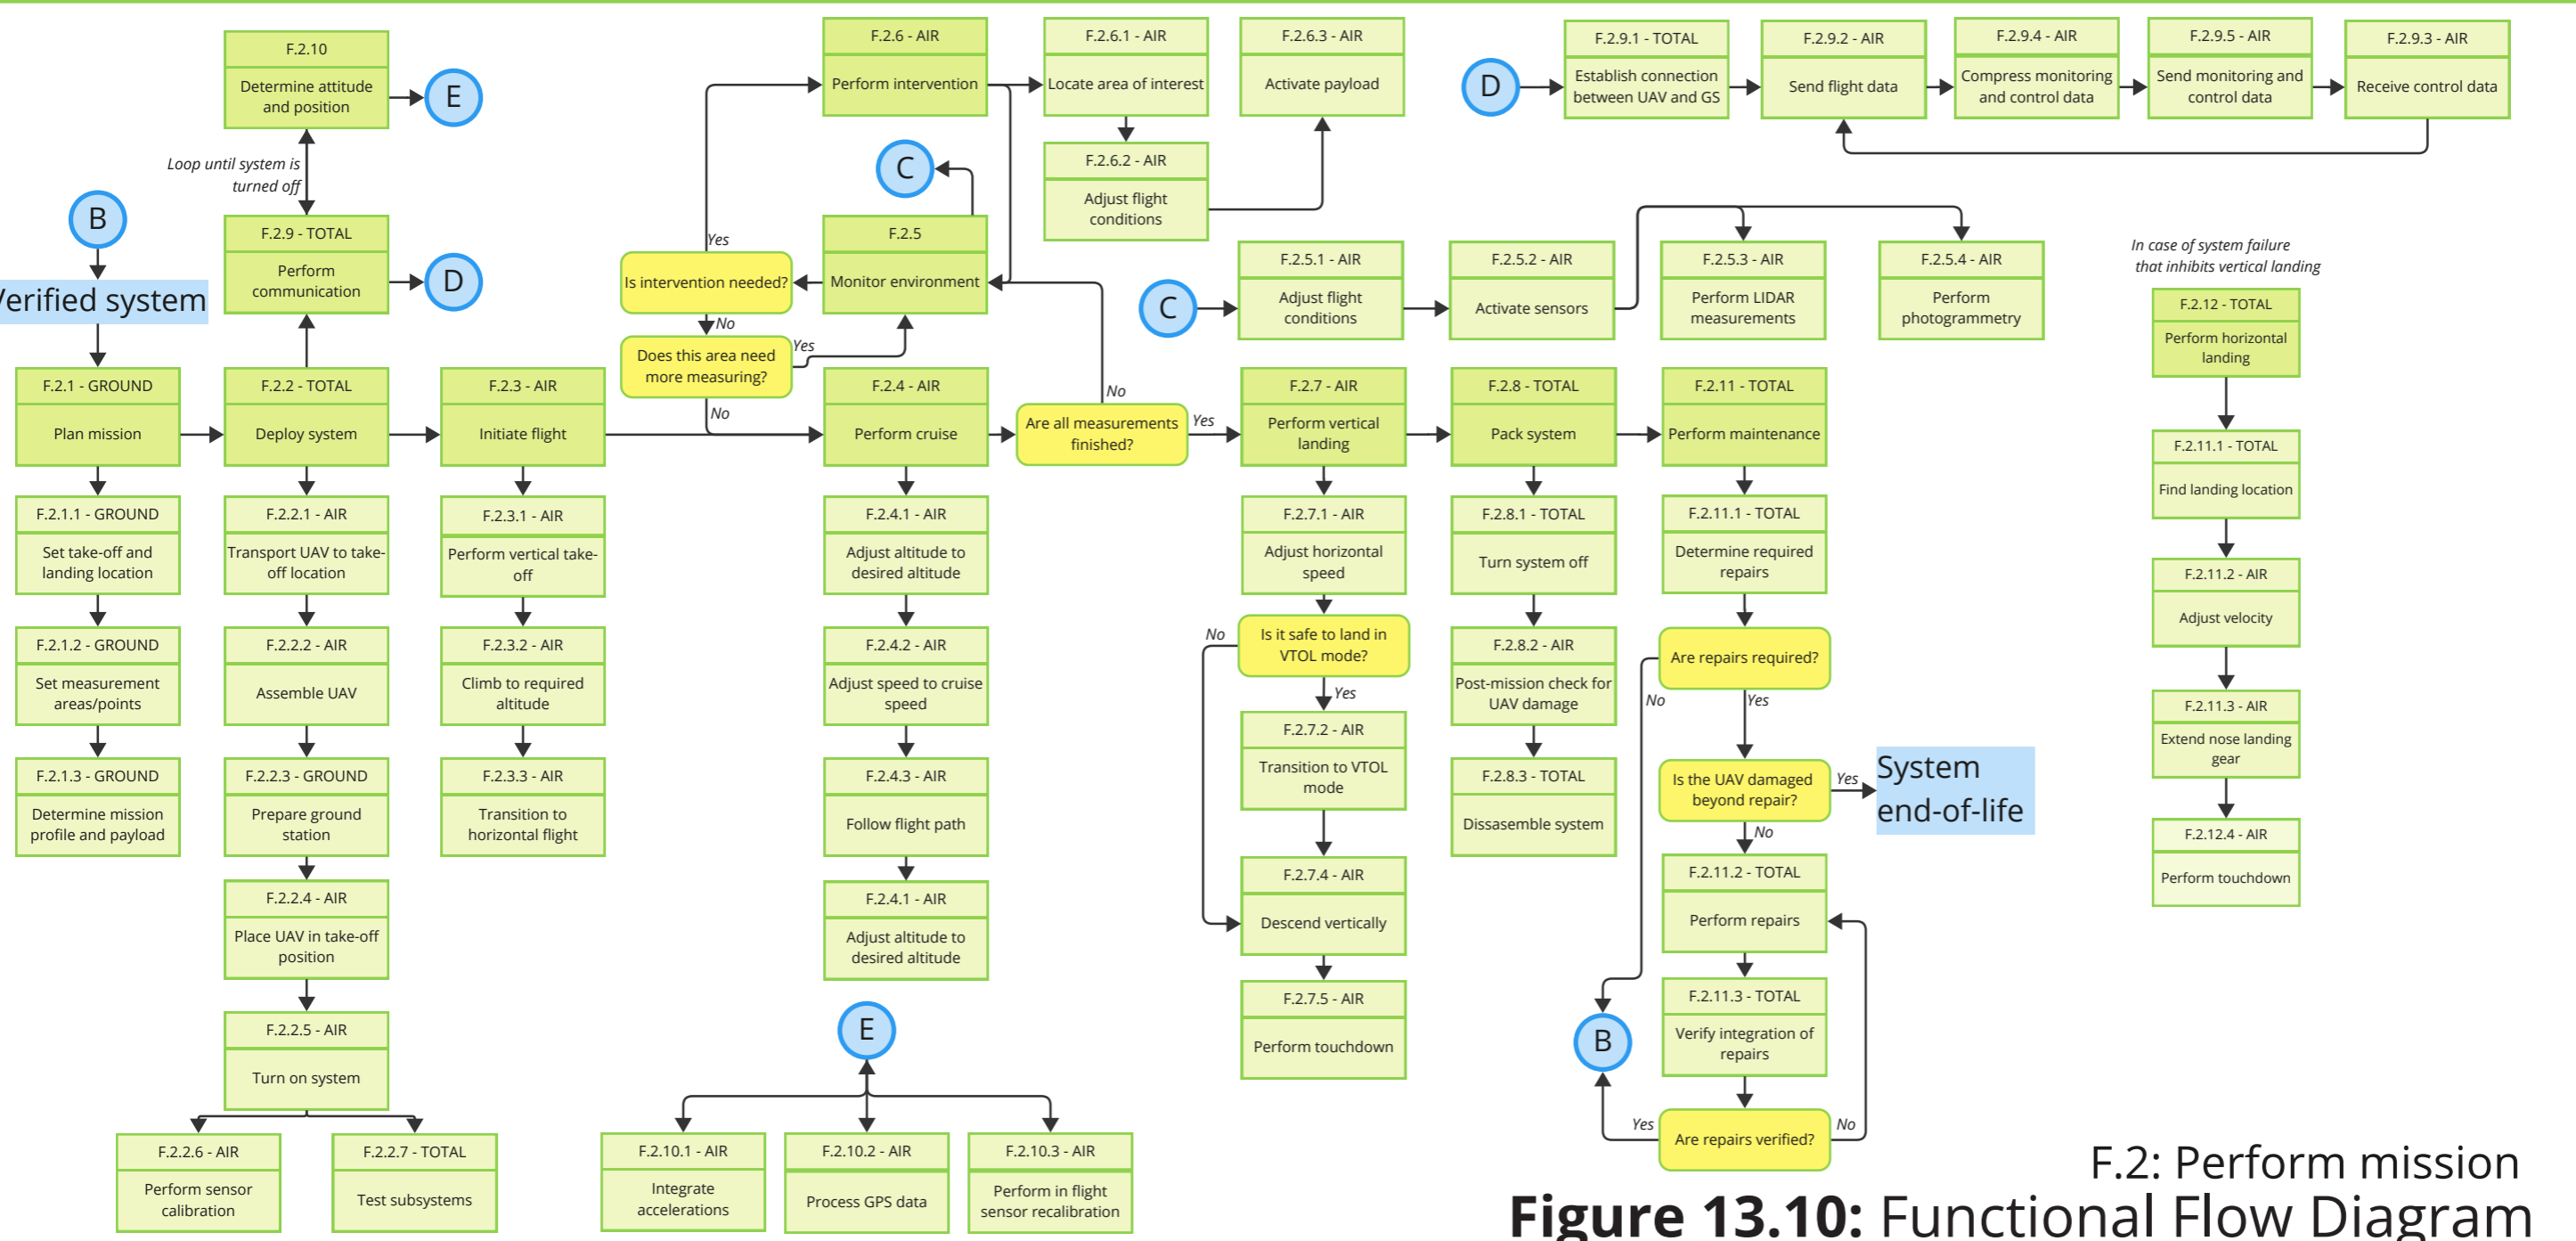 F.2.10
Determine attitude
and position
E
Loop until system is
turned off
B
Verified system
F.2.9 - TOTAL
Perform
communication
D
F.2.1 - GROUND
Plan mission
F.2.2 - TOTAL
Deploy system
F.2.3 - AIR
Initiate flight
F.2.1.1 - GROUND
Set take-off and
landing location
F.2.1.2 - GROUND
Set measurement
areas/points
F.2.1.3 - GROUND
Determine mission
profile and payload
F.2.2.1 - AIR
Transport UAV to take-
off location
F.2.2.2 - AIR
Assemble UAV
F.2.2.3 - GROUND
Prepare ground
station
F.2.2.4 - AIR
Place UAV in take-off
position
F.2.2.5 - AIR
Turn on system
F.2.2.6 - AIR
Perform sensor
calibration
F.2.2.7 - TOTAL
Test subsystems
F.2.3.1 - AIR
Perform vertical take-
off
F.2.3.2 - AIR
Climb to required
altitude
F.2.3.3 - AIR
Transition to
horizontal flight
F.2.6 - AIR
Perform intervention
F.2.6.1 - AIR
Locate area of interest
F.2.6.2 - AIR
Adjust flight
conditions
F.2.6.3 - AIR
Activate payload
C
F.2.5
Monitor environment
Yes
Is intervention needed?
No
Does this area need
more measuring?
Yes
No
F.2.4 - AIR
Perform cruise
Are all measurements
finished?
No
Yes
F.2.4.1 - AIR
Adjust altitude to
desired altitude
F.2.4.2 - AIR
Adjust speed to cruise
speed
F.2.4.3 - AIR
Follow flight path
F.2.4.1 - AIR
Adjust altitude to
desired altitude
E
F.2.10.1 - AIR
Integrate
accelerations
F.2.10.2 - AIR
Process GPS data
F.2.10.3 - AIR
Perform in flight
sensor recalibration
D
F.2.9.1 - TOTAL
Establish connection
between UAV and GS
F.2.9.2 - AIR
Send flight data
F.2.9.4 - AIR
Compress monitoring
and control data
F.2.9.5 - AIR
Send monitoring and
control data
F.2.9.3 - AIR
Receive control data
C
F.2.5.1 - AIR
Adjust flight
conditions
F.2.5.2 - AIR
Activate sensors
F.2.5.3 - AIR
Perform LIDAR
measurements
F.2.5.4 - AIR
Perform
photogrammetry
F.2.7 - AIR
Perform vertical
landing
F.2.8 - TOTAL
Pack system
F.2.11 - TOTAL
Perform maintenance
F.2.7.1 - AIR
Adjust horizontal
speed
No
Is it safe to land in
VTOL mode?
Yes
F.2.7.2 - AIR
Transition to VTOL
mode
F.2.7.4 - AIR
Descend vertically
F.2.7.5 - AIR
Perform touchdown
F.2.8.1 - TOTAL
Turn system off
F.2.8.2 - AIR
Post-mission check for
UAV damage
F.2.8.3 - TOTAL
Dissasemble system
F.2.11.1 - TOTAL
Determine required
repairs
Are repairs required?
No
Yes
Is the UAV damaged
beyond repair?
Yes
System
end-of-life
No
F.2.11.2 - TOTAL
Perform repairs
F.2.11.3 - TOTAL
Verify integration of
repairs
B
Yes
Are repairs verified?
No
In case of system failure
that inhibits vertical landing
F.2.12 - TOTAL
Perform horizontal
landing
F.2.11.1 - TOTAL
Find landing location
F.2.11.2 - AIR
Adjust velocity
F.2.11.3 - AIR
Extend nose landing
gear
F.2.12.4 - AIR
Perform touchdown
F.2: Perform mission
Figure 13.10: Functional Flow Diagram